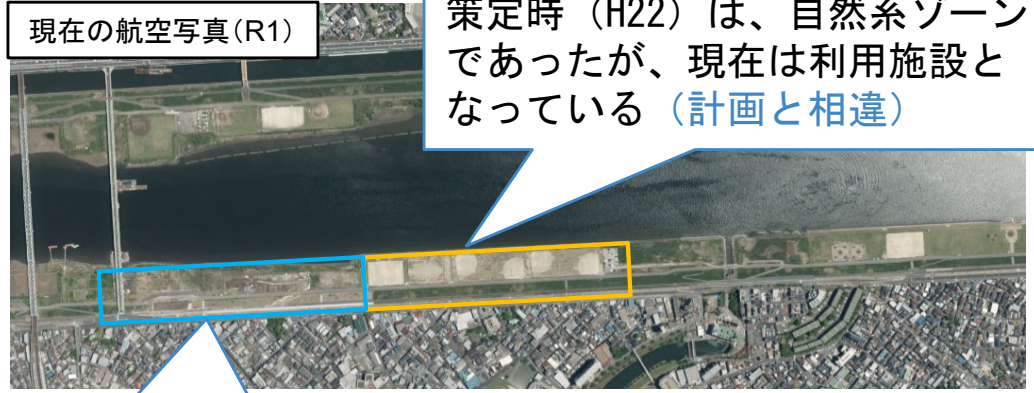 現在の航空写真(R1)
策定時（H22）は、自然系ゾーン
であったが、現在は利用施設と
なっている（計画と相違）